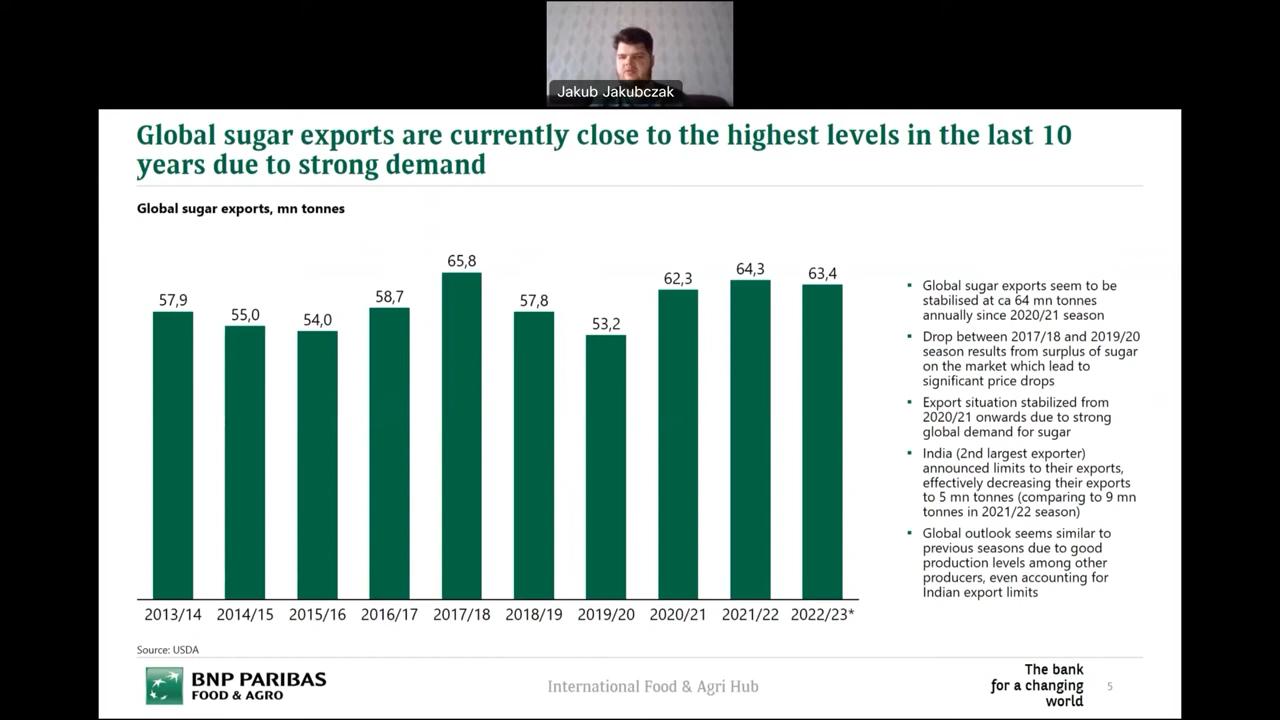 Jakub Jakubczak
Global sugar exports are currently close to the highest levels in the last 10
years due to strong demand
Global sugar exports, mn tonnes
57,9
55,0
54,0
58,7
65,8
57,8
53,2
62,3
64,3
63,4
2013/14
2014/15
2015/16
2016/17
2017/18
2018/19
2019/20
2020/21
2021/22
2022/23*
▪ Global sugar exports seem to be
stabilised at ca 64 mn tonnes
annually since 2020/21 season
▪ Drop between 2017/18 and 2019/20
season results from surplus of sugar
on the market which lead to
significant price drops
▪ Export situation stabilized from
2020/21 onwards due to strong
global demand for sugar
▪ India (2nd largest exporter)
announced limits to their exports,
effectively decreasing their exports
to 5 mn tonnes (comparing to 9 mn
tonnes in 2021/22 season)
▪ Global outlook seems similar to
previous seasons due to good
production levels among other
producers, even accounting for
Indian export limits
Source: USDA
BNP PARIBAS
FOOD & AGRO
International Food & Agri Hub
The bank
for a changing
world
5